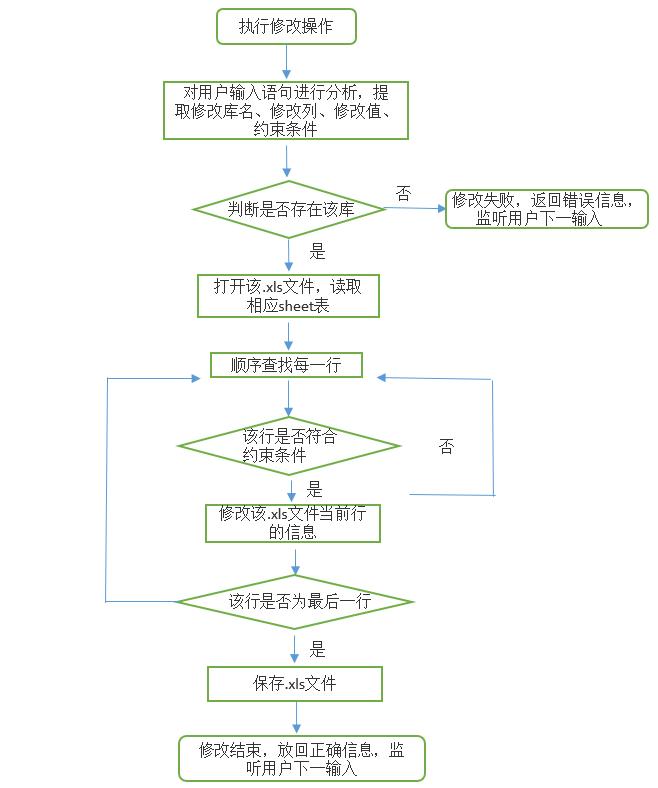 执行修改操作
对用户输入语句进行分析，提
取修改库名、修改列、修改值、
约束条件
判断是否存在该库
否
修改失败，返回错误信息，
监听用户下一输入
是
打开该.xls文件，读取
相应sheet表
顺序查找每一行
该行是否符合
约束条件
否
是
修改该.xls文件当前行
的信息
该行是否为最后一行
是
保存.xls文件
修改结束，放回正确信息，监
听用户下一输入